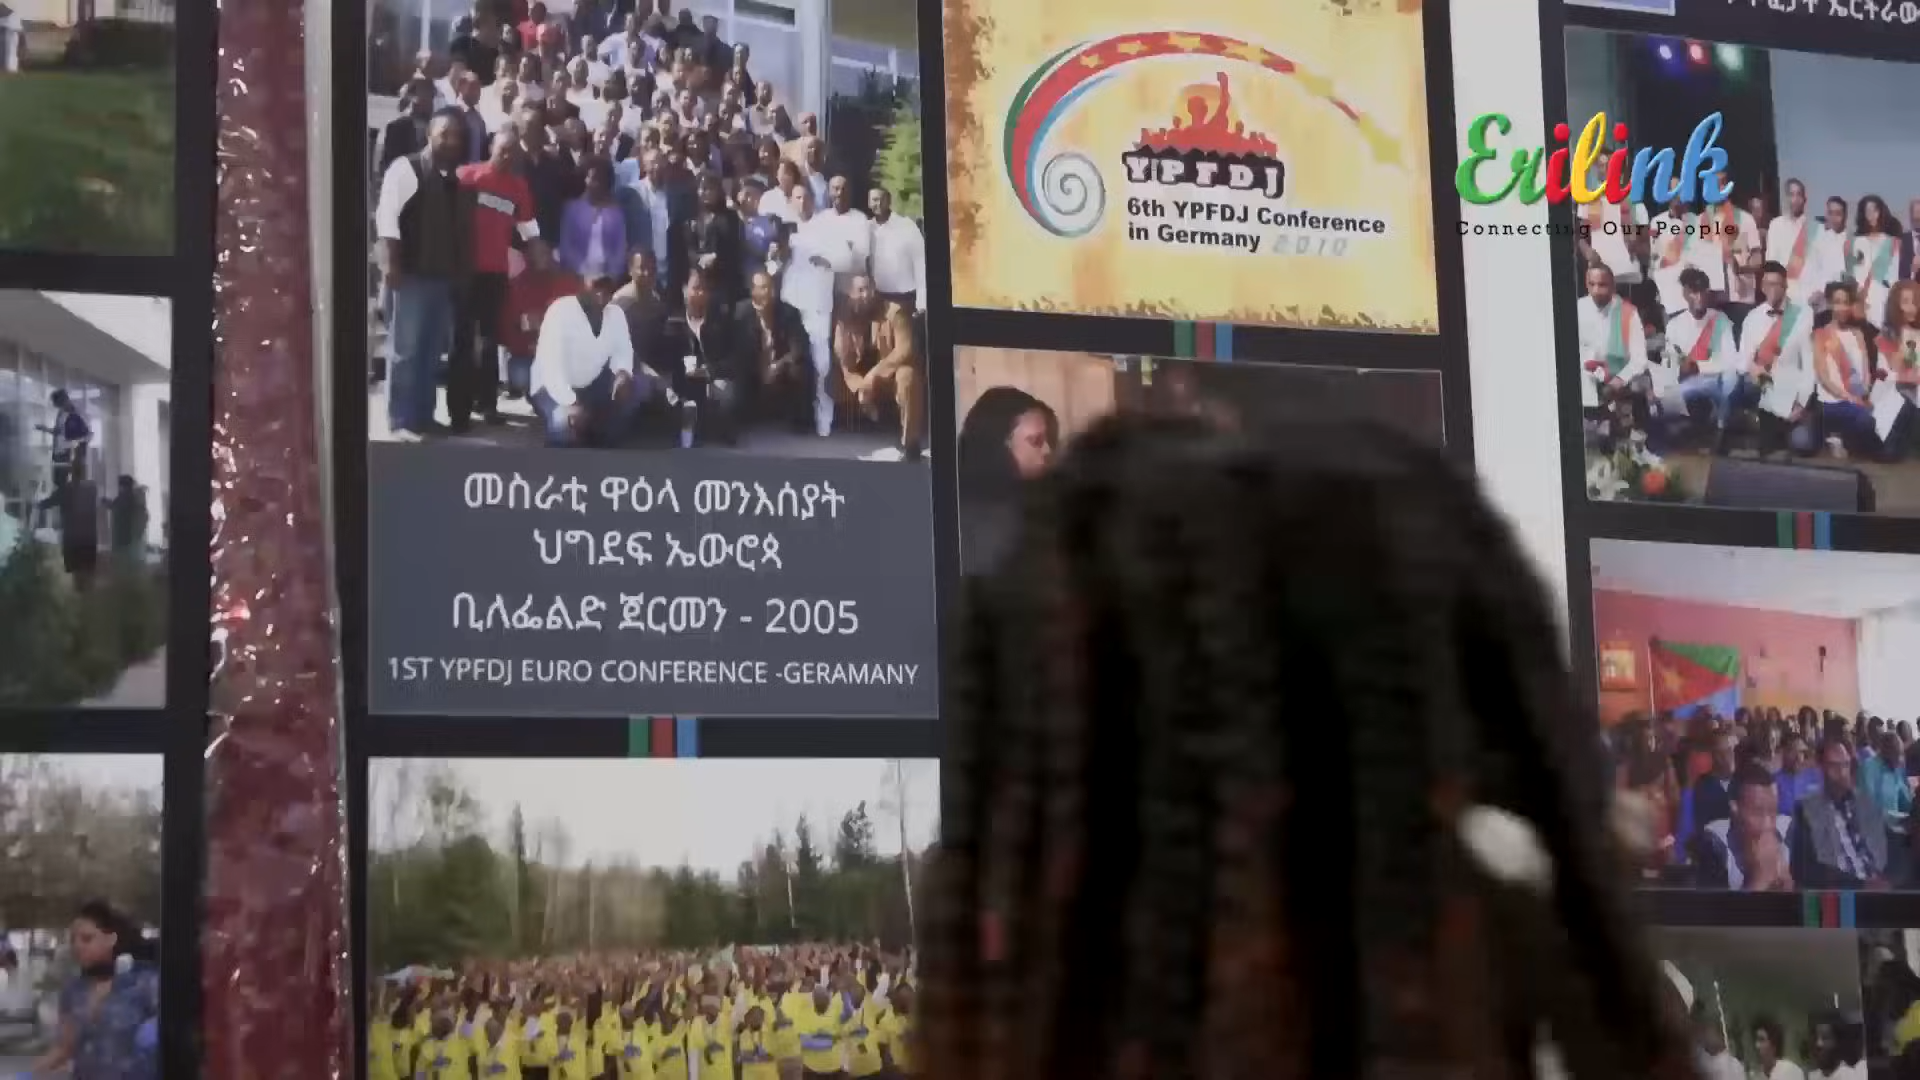 መስራቲ ዋዕላ መንእሰያት
ህግደፍ ኤውሮጳ
ቢለፌልድ ጀርመን - 2005
1ST YPFDJ EURO CONFERENCE -GERAMANY
YPFDJ
6th YPFDJ Conference
in Germany 2010
Erilink
Connecting Our People